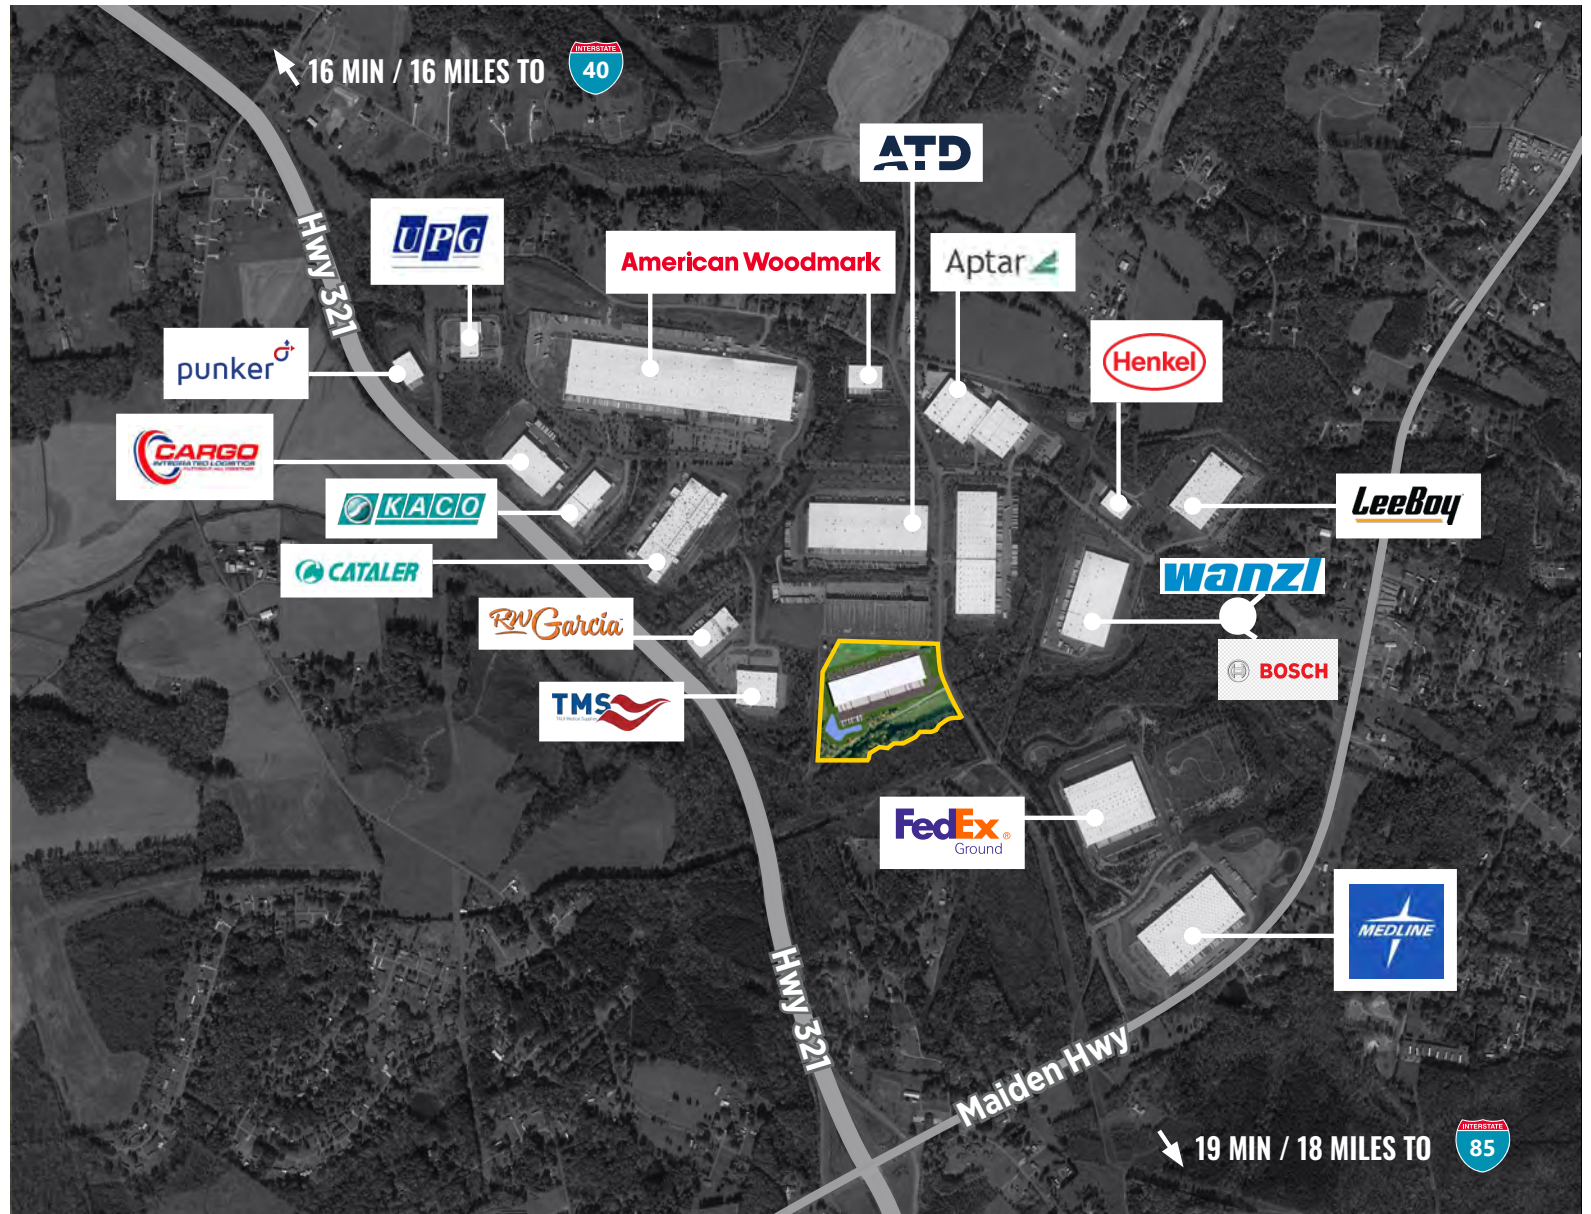 16 MIN / 16 MILES TO
INTERSTATE
40
ATD
UPG
American Woodmark
Aptar
Hwy 321
punker
Henkel
CARGO
INTEGRATED LOGISTICS
LeeBoy
KACO
CATALER
wanzl
RW Garcia
BOSCH
TMS
FedEx®
Ground
MEDLINE
Hwy 321
Maiden Hwy
19 MIN / 18 MILES TO
INTERSTATE
85